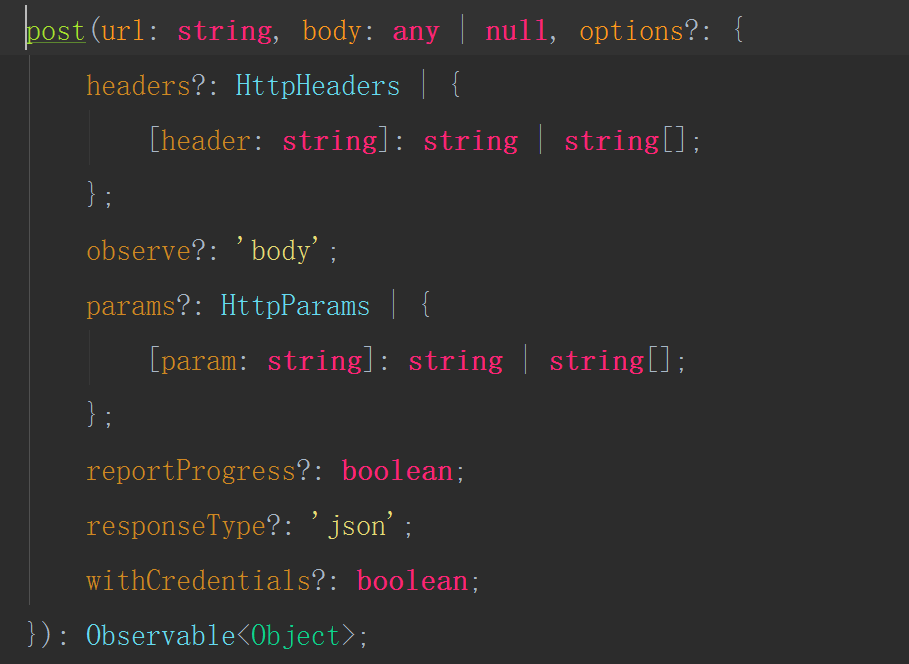 post(url: string, body: any | null, options?: {
headers?: HttpHeaders | {
[header: string]: string | string[];
};
observe?: 'body';
params?: HttpParams | {
[param: string]: string | string[];
};
reportProgress?: boolean;
responseType?: 'json';
withCredentials?: boolean;
}): Observable<Object>;